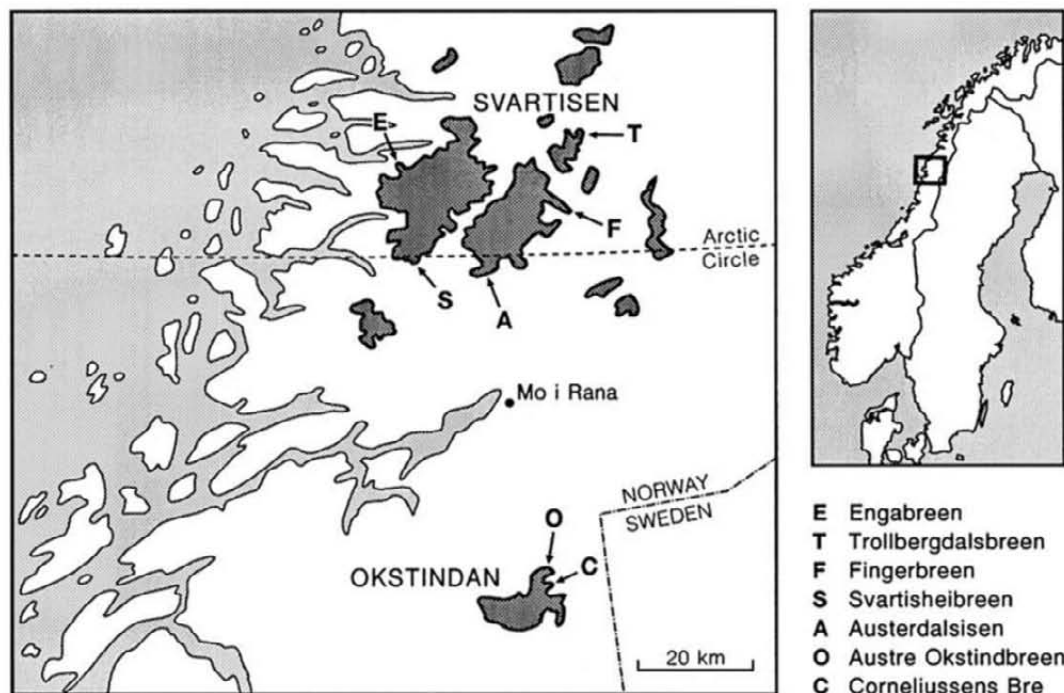 SVARTISEN
E
T
F
Arctic
Circle
S
A
Mo i Rana
NORWAY
SWEDEN
O
C
OKSTINDAN
20 km
E Engabreen
T Trollbergdalsbreen
F Fingerbreen
S Svartisheibreen
A Austerdalsisen
O Austre Okstindbreen
C Corneliussens Bre